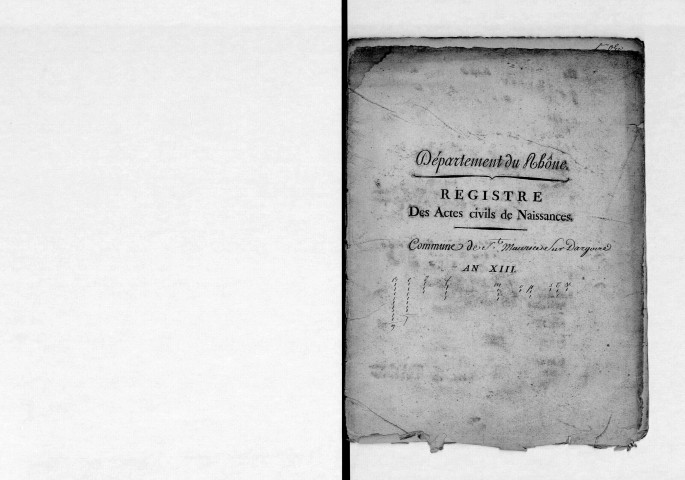 Département du Rhône.
REGISTRE
Des Actes civils de Naissances.
Commune de St. Maurice sur Dargoire
AN XIII.